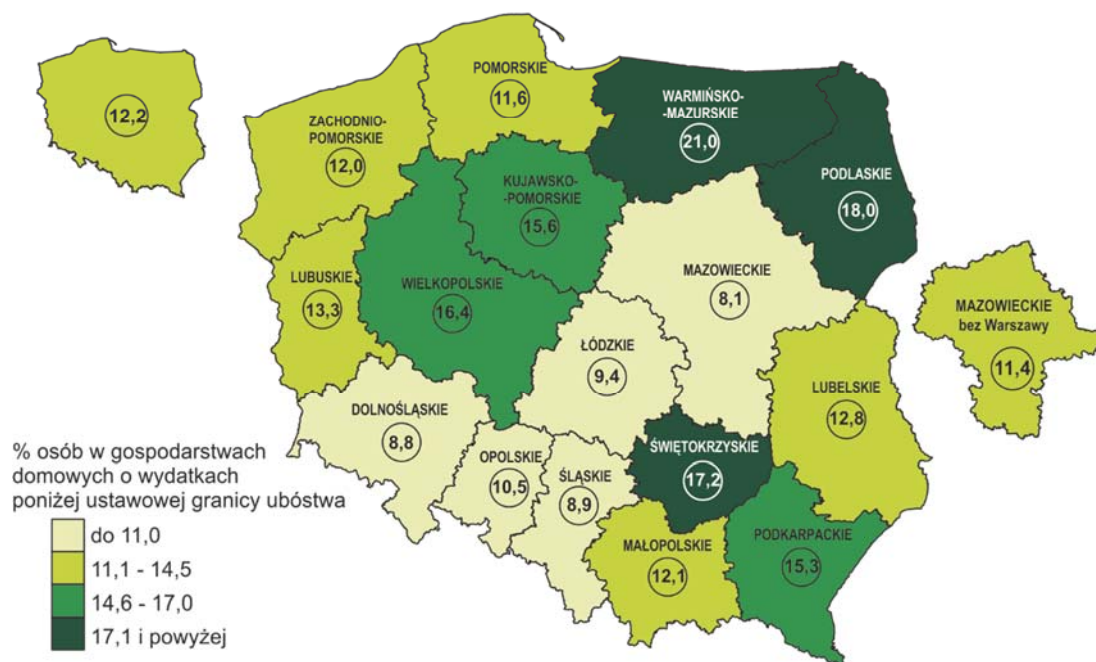 12,2
POMORSKIE
11,6
ZACHODNIO-
POMORSKIE
12,0
WARMIŃSKO-
-MAZURSKIE
21,0
PODLASKIE
18,0
KUJAWSKO-
-POMORSKIE
15,6
LUBUSKIE
13,3
WIELKOPOLSKIE
16,4
MAZOWIECKIE
8,1
MAZOWIECKIE
bez Warszawy
11,4
ŁÓDZKIE
9,4
LUBELSKIE
12,8
DOLNOŚLĄSKIE
8,8
OPOLSKIE
10,5
ŚLĄSKIE
8,9
ŚWIĘTOKRZYSKIE
17,2
MAŁOPOLSKIE
12,1
PODKARPACKIE
15,3
% osób w gospodarstwach
domowych o wydatkach
poniżej ustawowej granicy ubóstwa
do 11,0
11,1 - 14,5
14,6 - 17,0
17,1 i powyżej